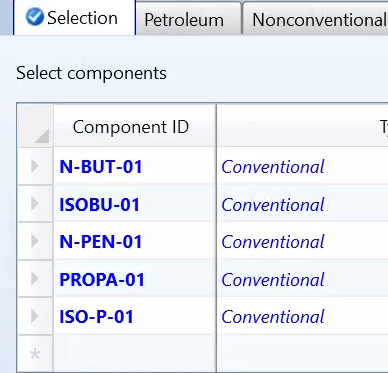 Selection Petroleum Nonconventional
Select components
Component ID
N-BUT-01 Conventional
ISOBU-01 Conventional
N-PEN-01 Conventional
PROPA-01 Conventional
ISO-P-01 Conventional